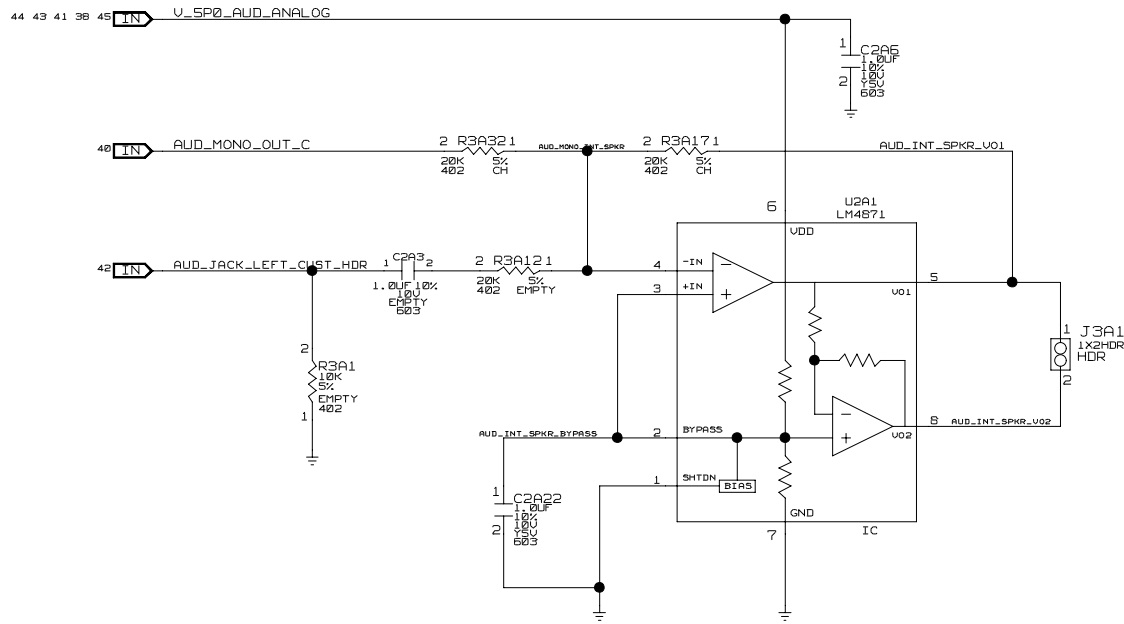 44 43 41 38 45 IN V_5P0_AUD_ANALOG
1 C2A6
1.0UF
10%
10V
Y5V
2 603
40 IN AUD_MONO_OUT_C
2 R3A32 1
20K 5%
402 CH
AUD_MONO_INT_SPKR
2 R3A17 1
20K 5%
402 CH
AUD_INT_SPKR_VO1
6
U2A1
LM4871
VDD
42 IN AUD_JACK_LEFT_CUST_HDR
1 C2A3 2
1.0UF 10%
10V
EMPTY
603
2 R3A12 1
20K 5%
402 EMPTY
4 -IN
3 +IN
5
VO1
J3A1
1X2HDR
HDR
1
2
2
R3A1
10K
5%
EMPTY
402
1
AUD_INT_SPKR_BYPASS
2 BYPASS
8 AUD_INT_SPKR_VO2
VO2
1 SHTDN
BIAS
1 C2A22
1.0UF
10%
10V
Y5V
2 603
GND
7
IC